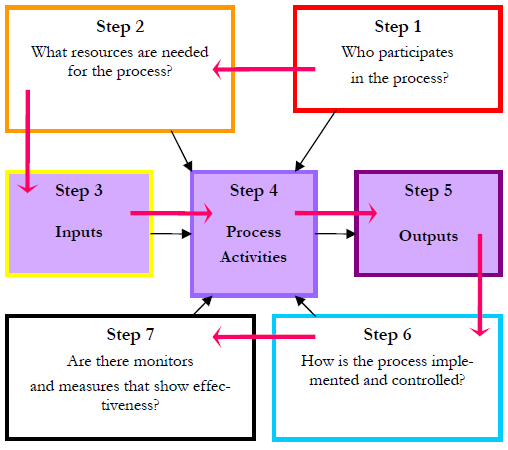 Step 2
What resources are needed
for the process?
Step 1
Who participates
in the process?
Step 3
Inputs
Step 4
Process
Activities
Step 5
Outputs
Step 7
Are there monitors
and measures that show effec-
tiveness?
Step 6
How is the process imple-
mented and controlled?